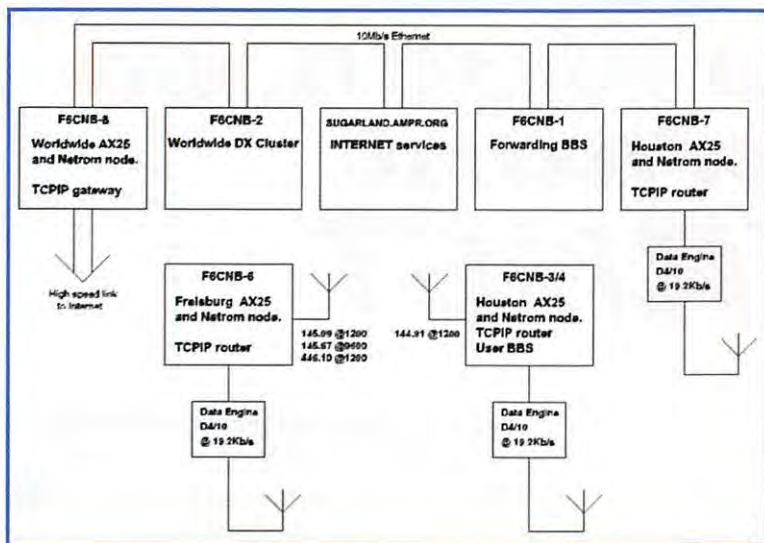 10Mb/s Ethernet
F6CNB-8
Worldwide AX25
and Netrom node.
TCPIP gateway
F6CNB-2
Worldwide DX Cluster
SUGARLAND.AMPR.ORG
INTERNET services
F6CNB-1
Forwarding BBS
F6CNB-7
Houston AX25
and Netrom node.
TCPIP router
High speed link
to Internet
F6CNB-6
Freisburg AX25
and Netrom node.
TCPIP router
145.09 @1200
145.67 @9600
446.10 @1200
144.91 @1200
F6CNB-3/4
Houston AX25
and Netrom node.
TCPIP router
User BBS
Data Engine
D4/10
@ 19.2Kb/s
Data Engine
D4/10
@ 19.2Kb/s
Data Engine
D4/10
@ 19.2Kb/s